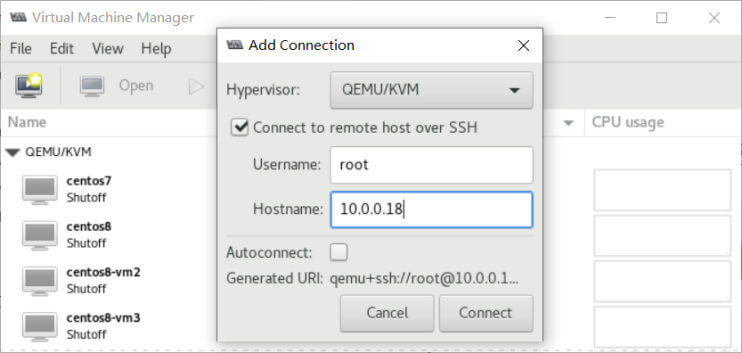 Virtual Machine Manager
File Edit View Help
Open
Name CPU usage
QEMU/KVM
centos7
Shutoff
centos8
Shutoff
centos8-vm2
Shutoff
centos8-vm3
Shutoff
Add Connection
Hypervisor: QEMU/KVM
Connect to remote host over SSH
Username: root
Hostname: 10.0.0.18
Autoconnect:
Generated URI: qemu+ssh://root@10.0.0.1...
Cancel Connect